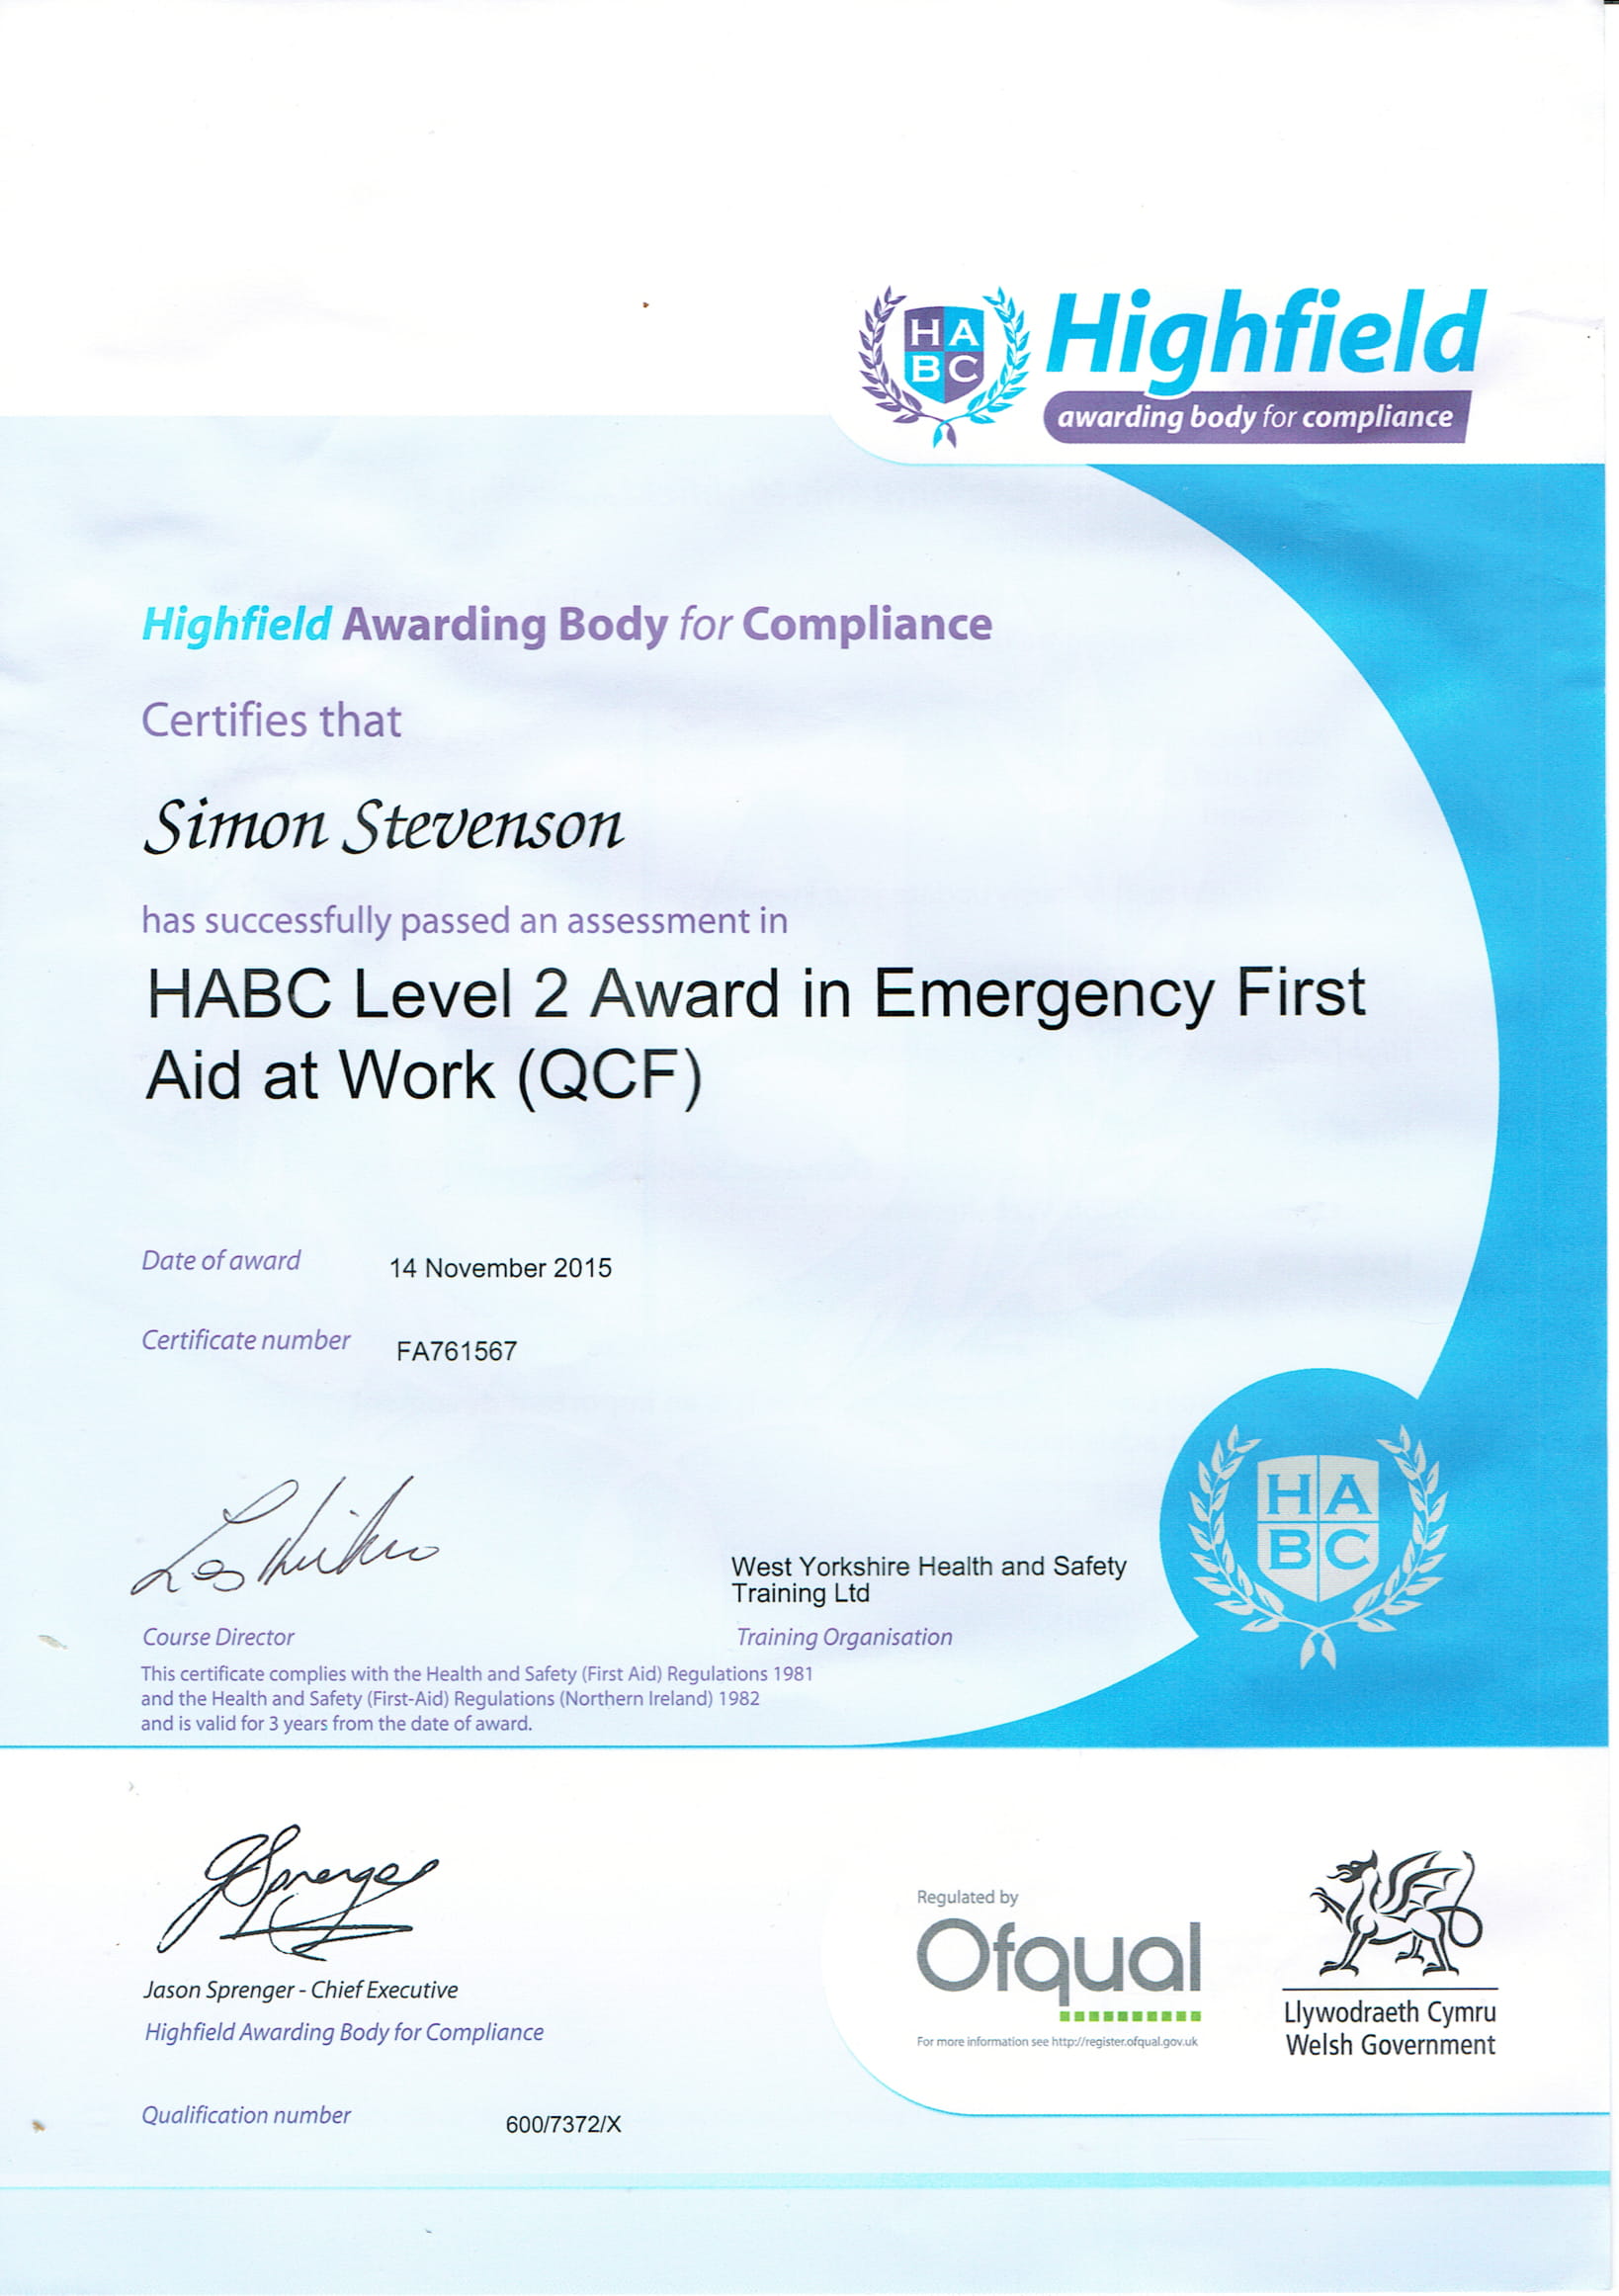 HABC
Highfield
awarding body for compliance
Highfield Awarding Body for Compliance
Certifies that
Simon Stevenson
has successfully passed an assessment in
HABC Level 2 Award in Emergency First
Aid at Work (QCF)
Date of award 14 November 2015
Certificate number FA761567
HABC
West Yorkshire Health and Safety
Training Ltd
Course Director Training Organisation
This certificate complies with the Health and Safety (First Aid) Regulations 1981
and the Health and Safety (First-Aid) Regulations (Northern Ireland) 1982
and is valid for 3 years from the date of award.
JSprenger
Jason Sprenger - Chief Executive
Highfield Awarding Body for Compliance
Regulated by
Ofqual
For more information see http://register.ofqual.gov.uk
Llywodraeth Cymru
Welsh Government
Qualification number 600/7372/X